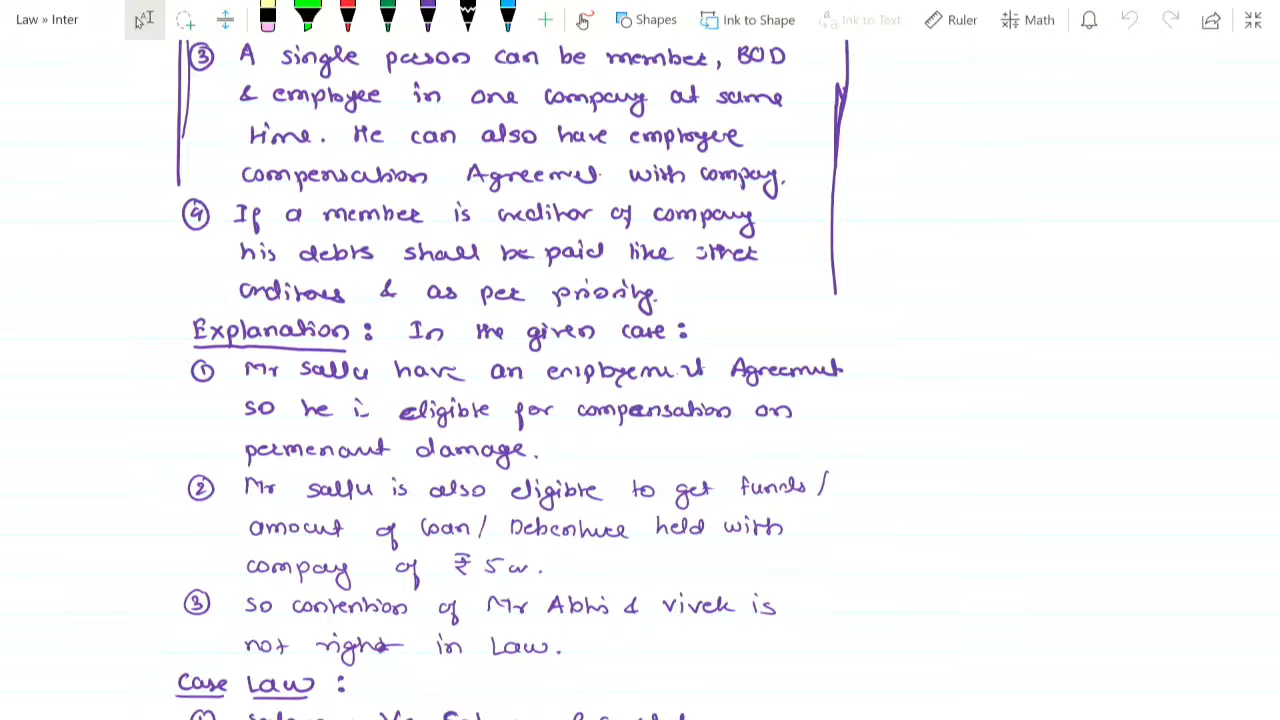 Law » Inter Shapes Ink to Shape Ink to Text Ruler Math
③ A single person can be member, BOD
& employee in one company at same
time. He can also have employee
compensation Agreement with company.
④ If a member is creditor of company
his debts shall be paid like other
creditors & as per priority.
Explanation : In the given case :
① Mr Sallu have an employement Agreement
so he is eligible for compensation on
permenant damage.
② Mr Sallu is also eligible to get funds /
amount of Loan / Debenture held with
compay of ₹ 5
③ so contention of Mr Abhi & vivek is
not right in Law.
Case Law :
① Vs